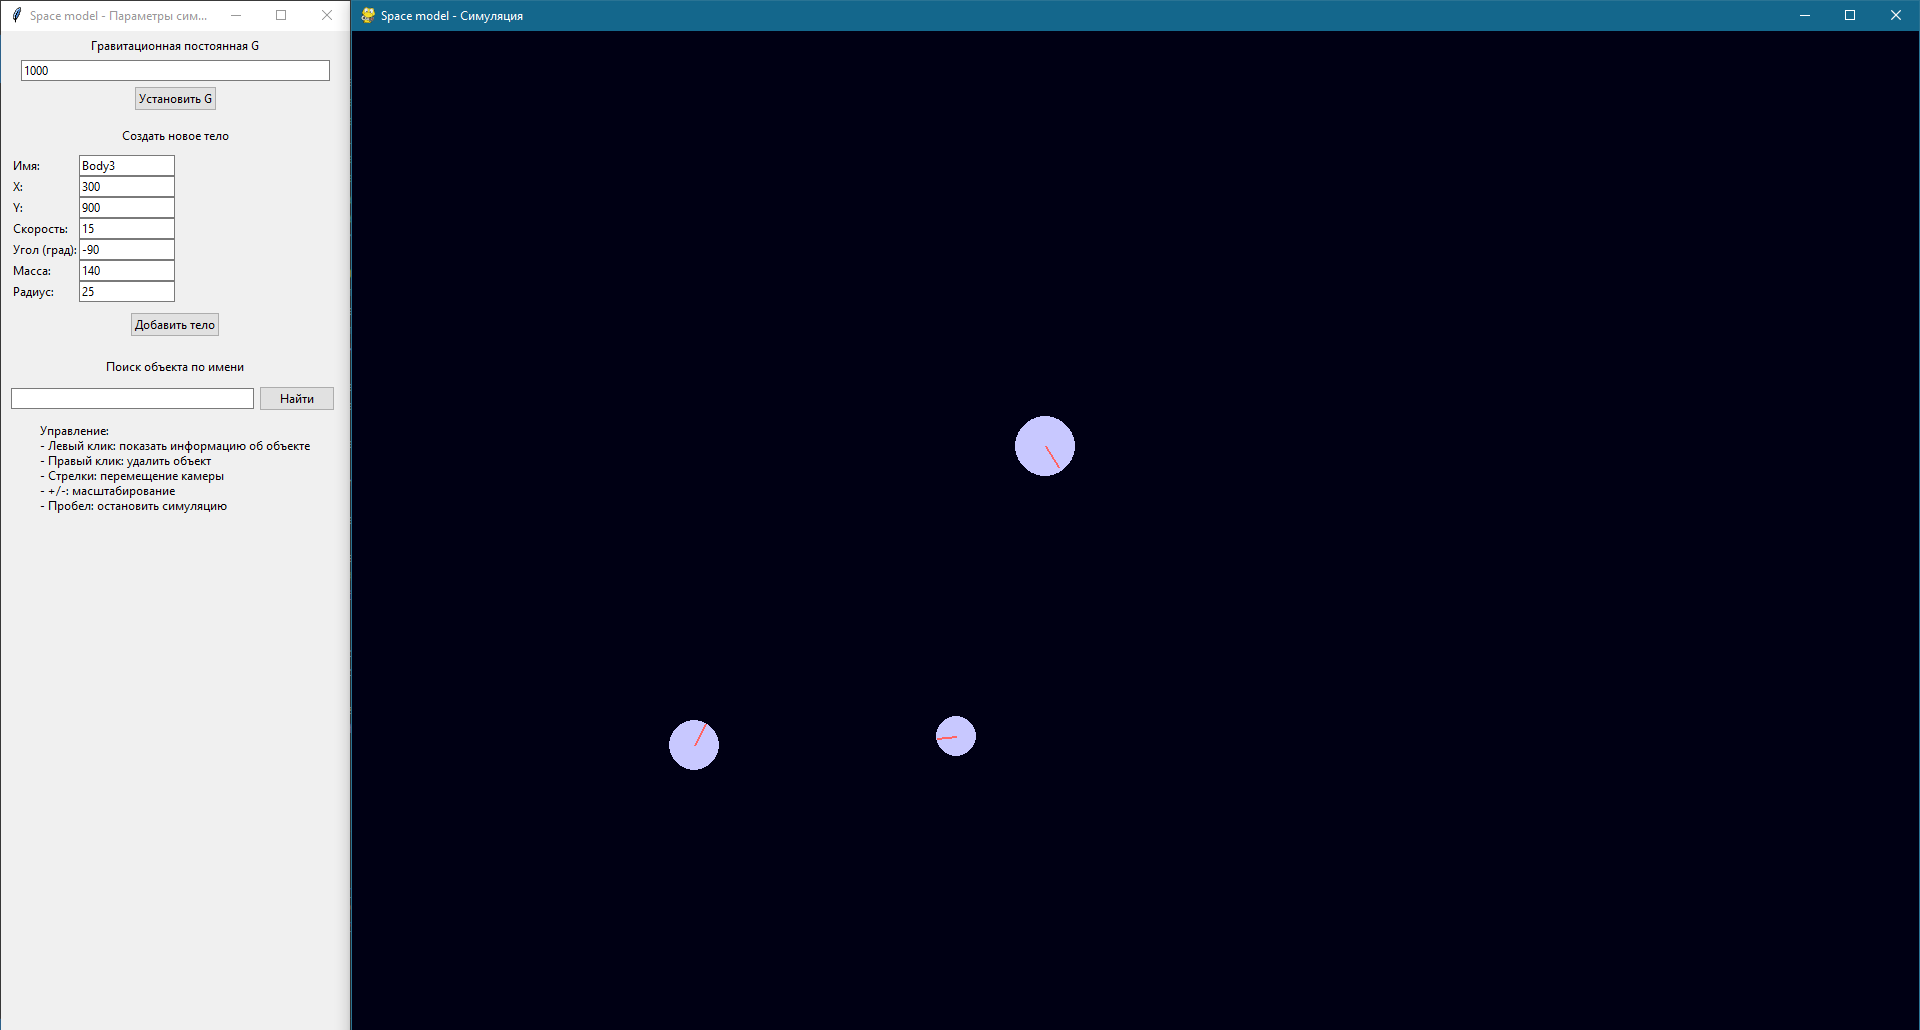 Space model - Параметры сим...
Гравитационная постоянная G
1000
Установить G
Создать новое тело
Имя: Body3
X: 300
Y: 900
Скорость: 15
Угол (град): -90
Масса: 140
Радиус: 25
Добавить тело
Поиск объекта по имени
Найти
Управление:
- Левый клик: показать информацию об объекте
- Правый клик: удалить объект
- Стрелки: перемещение камеры
- +/-: масштабирование
- Пробел: остановить симуляцию
Space model - Симуляция